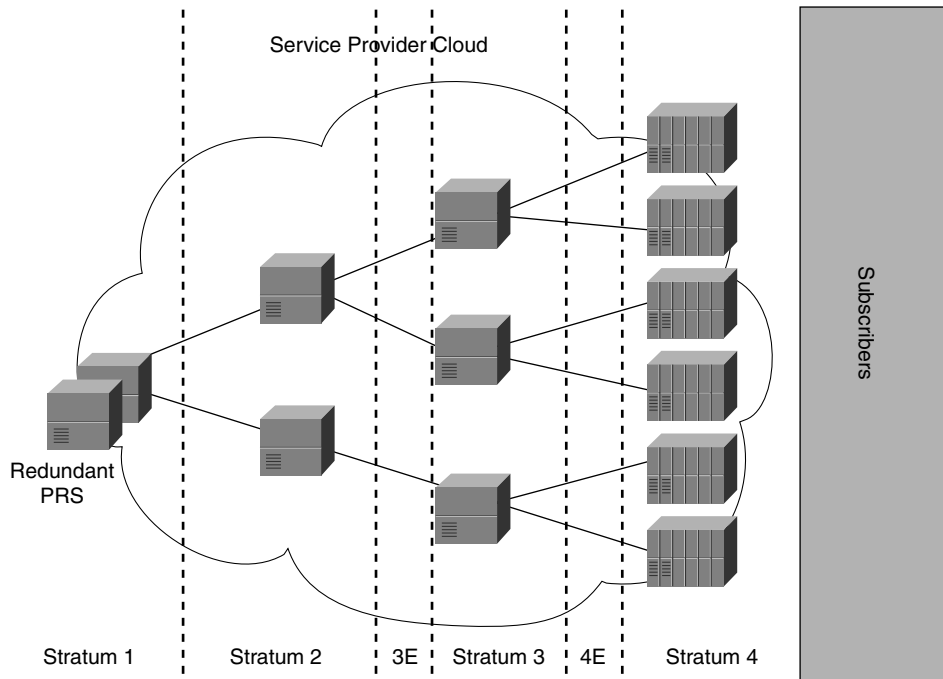 Service Provider Cloud
Subscribers
Redundant
PRS
Stratum 1
Stratum 2
3E
Stratum 3
4E
Stratum 4